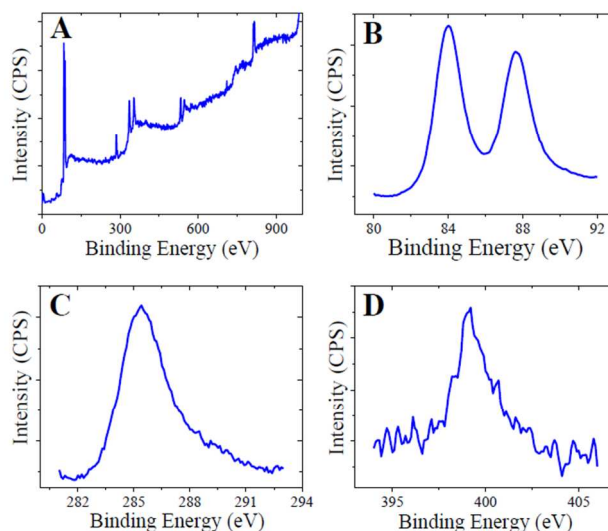 A
Intensity (CPS)
0 300 600 900
Binding Energy (eV)
B
Intensity (CPS)
80 84 88 92
Binding Energy (eV)
C
Intensity (CPS)
282 285 288 291 294
Binding Energy (eV)
D
Intensity (CPS)
395 400 405
Binding Energy (eV)